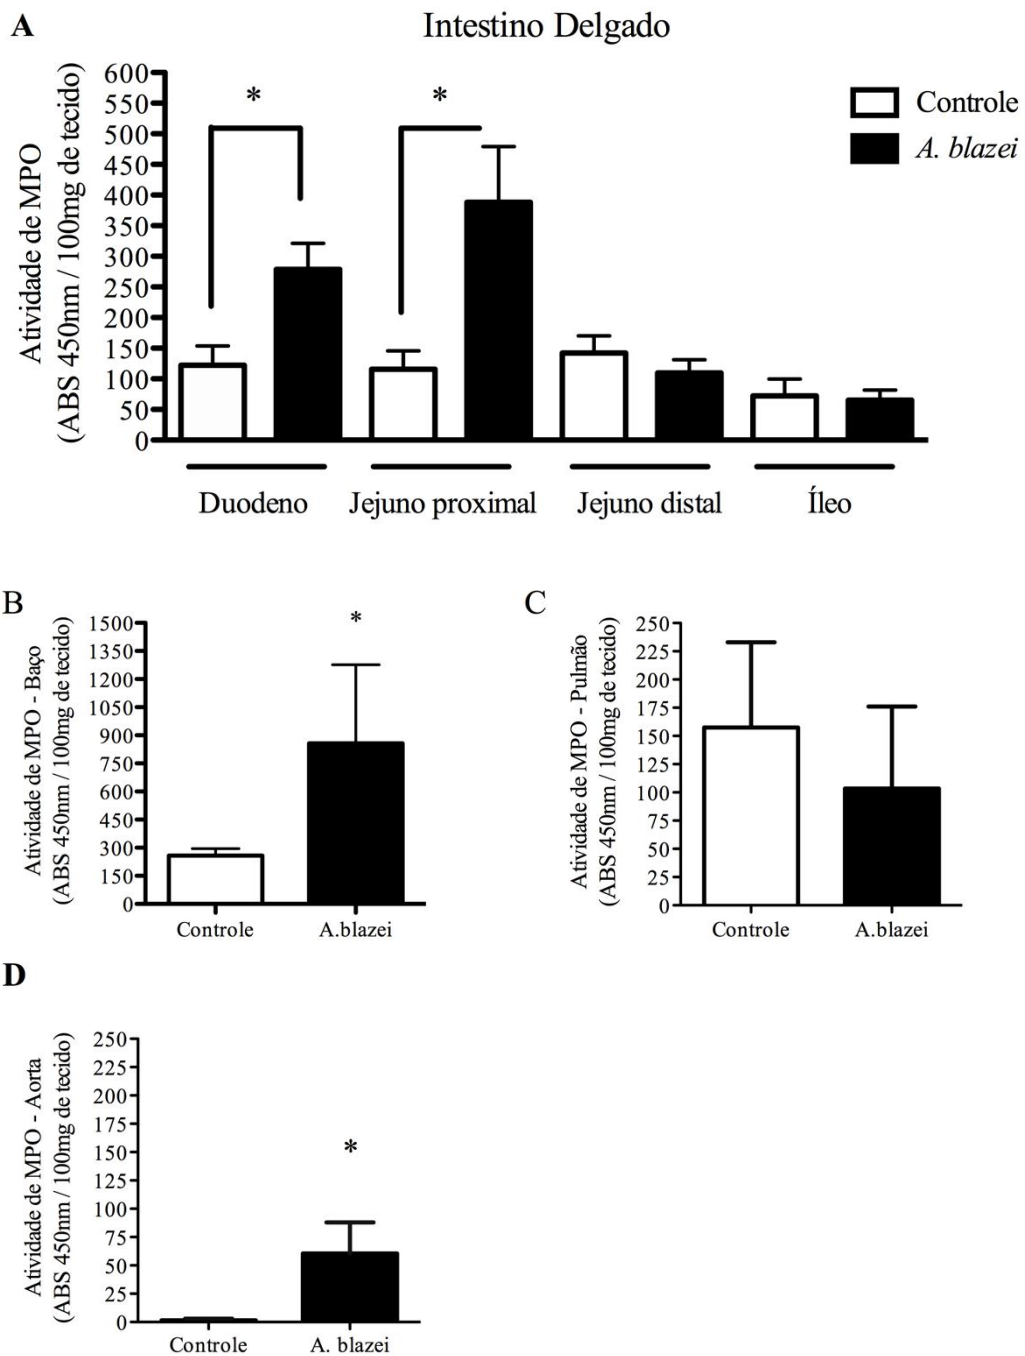 A
Intestino Delgado
Atividade de MPO
(ABS 450nm / 100mg de tecido)
600
550
500
450
400
350
300
250
200
150
100
50
0
*
*
Controle
A. blazei
Duodeno
Jejuno proximal
Jejuno distal
Íleo
B
Atividade de MPO - Baço
(ABS 450nm / 100mg de tecido)
1500
1350
1200
1050
900
750
600
450
300
150
0
*
Controle
A.blazei
C
Atividade de MPO - Pulmão
(ABS 450nm / 100mg de tecido)
250
225
200
175
150
125
100
75
50
25
0
Controle
A.blazei
D
Atividade de MPO - Aorta
(ABS 450nm / 100mg de tecido)
250
225
200
175
150
125
100
75
50
25
0
*
Controle
A. blazei